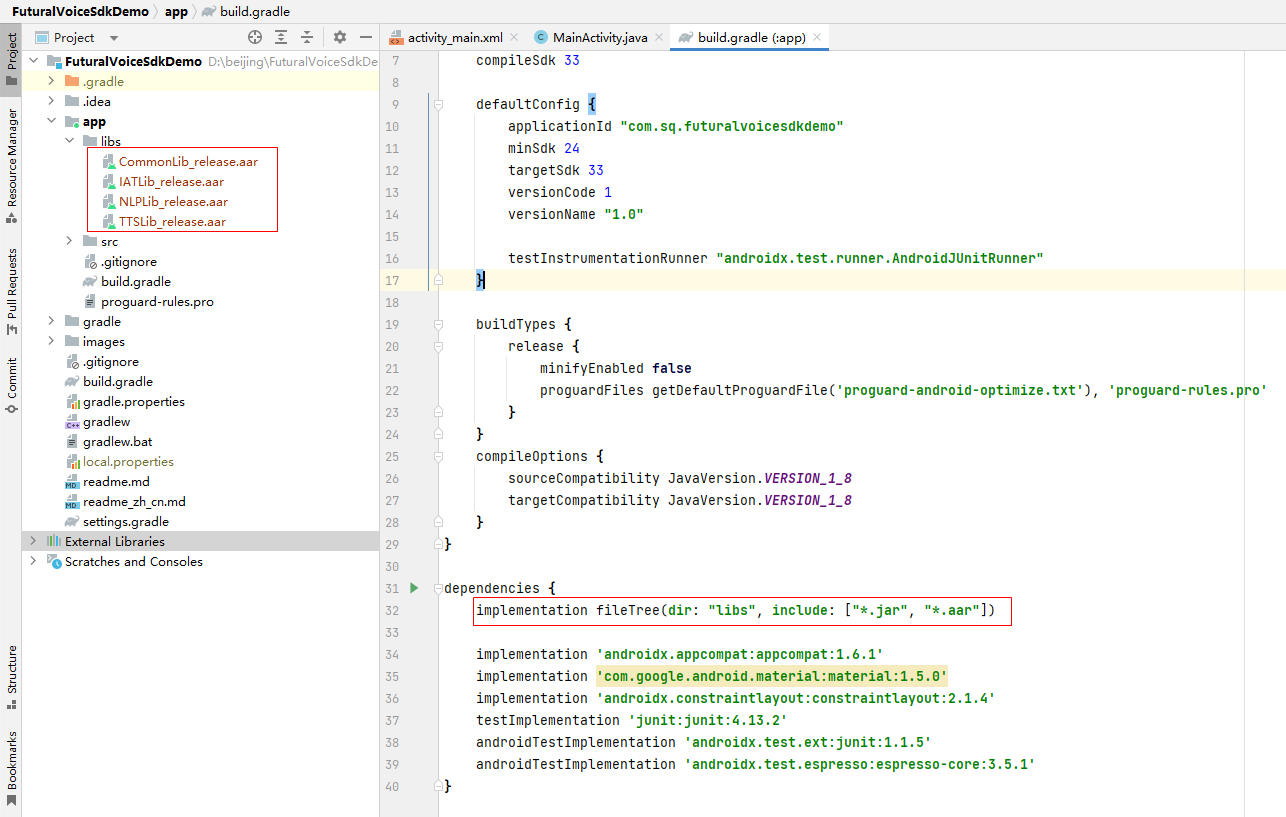 FuturalVoiceSdkDemo app build.gradle
Project
activity_main.xml MainActivity.java build.gradle (:app)
Project
Resource Manager
Pull Requests
Commit
Structure
Bookmarks
FuturalVoiceSdkDemo D:\beijing\FuturalVoiceSdkDe
.gradle
.idea
app
libs
CommonLib_release.aar
IATLib_release.aar
NLPLib_release.aar
TTSLib_release.aar
src
.gitignore
build.gradle
proguard-rules.pro
gradle
images
.gitignore
build.gradle
gradle.properties
gradlew
gradlew.bat
local.properties
readme.md
readme_zh_cn.md
settings.gradle
External Libraries
Scratches and Consoles
7 compileSdk 33
8
9 defaultConfig {
10 applicationId "com.sq.futuralvoicesdkdemo"
11 minSdk 24
12 targetSdk 33
13 versionCode 1
14 versionName "1.0"
15
16 testInstrumentationRunner "androidx.test.runner.AndroidJUnitRunner"
17 }
18
19 buildTypes {
20 release {
21 minifyEnabled false
22 proguardFiles getDefaultProguardFile('proguard-android-optimize.txt'), 'proguard-rules.pro'
23 }
24 }
25 compileOptions {
26 sourceCompatibility JavaVersion.VERSION_1_8
27 targetCompatibility JavaVersion.VERSION_1_8
28 }
29 }
30
31 dependencies {
32 implementation fileTree(dir: "libs", include: ["*.jar", "*.aar"])
33
34 implementation 'androidx.appcompat:appcompat:1.6.1'
35 implementation 'com.google.android.material:material:1.5.0'
36 implementation 'androidx.constraintlayout:constraintlayout:2.1.4'
37 testImplementation 'junit:junit:4.13.2'
38 androidTestImplementation 'androidx.test.ext:junit:1.1.5'
39 androidTestImplementation 'androidx.test.espresso:espresso-core:3.5.1'
40 }